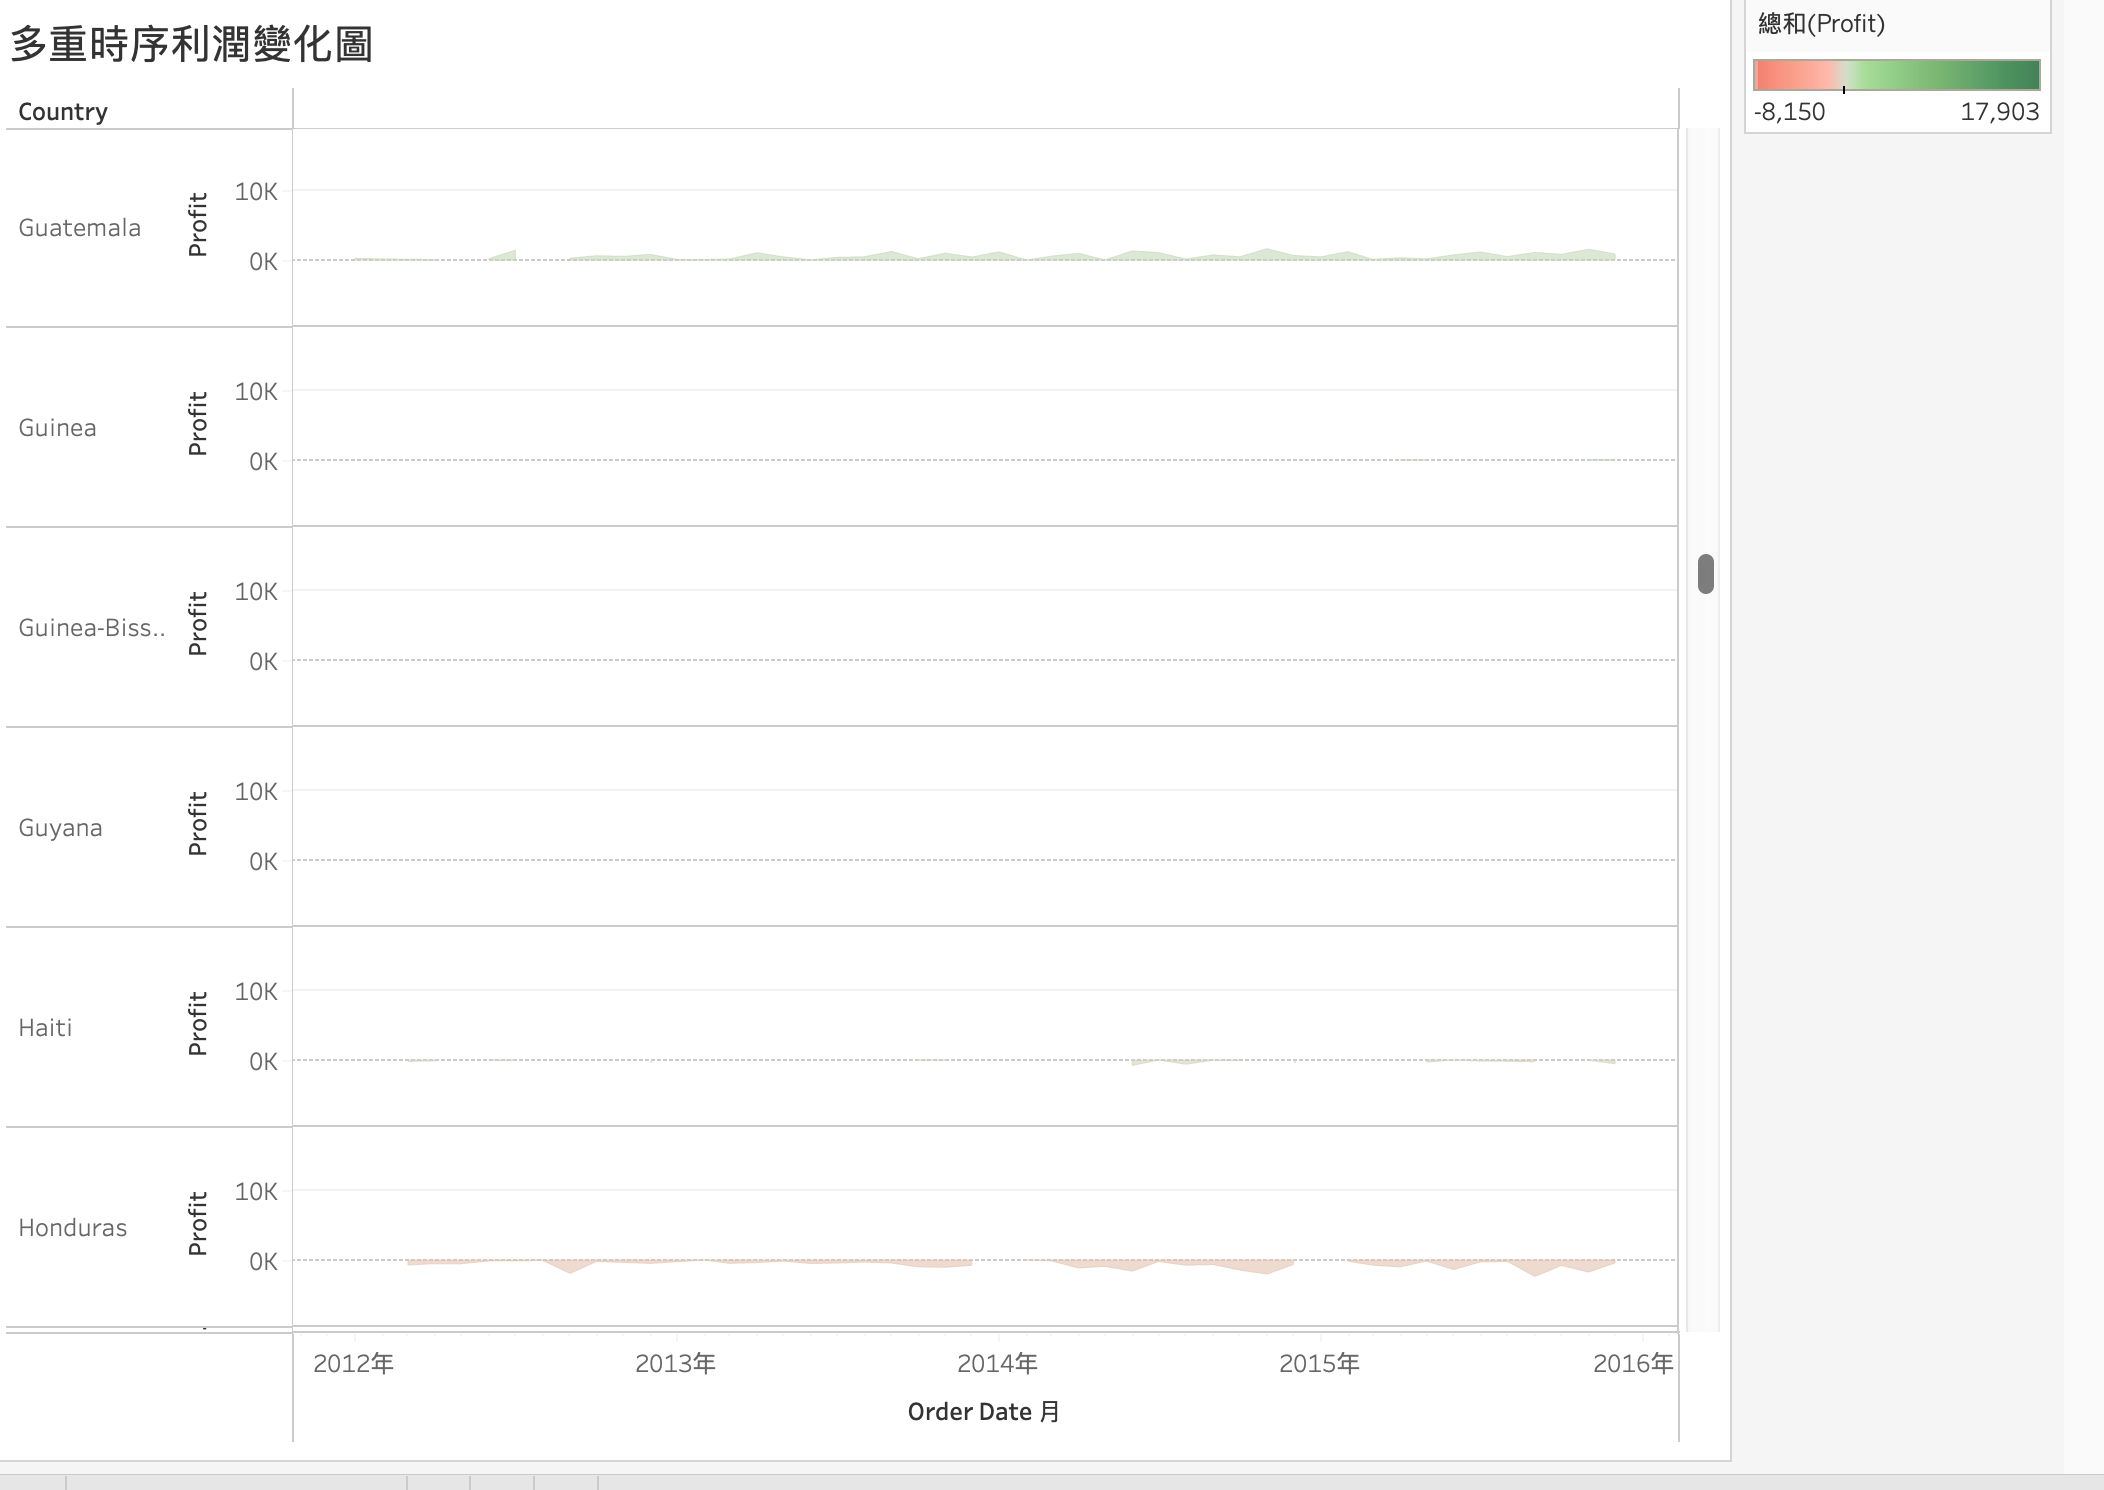 多重時序利潤變化圖
總和(Profit)
-8,150 17,903
Country
Guatemala
Profit
10K
0K
Guinea
Profit
10K
0K
Guinea-Biss..
Profit
10K
0K
Guyana
Profit
10K
0K
Haiti
Profit
10K
0K
Honduras
Profit
10K
0K
2012年 2013年 2014年 2015年 2016年
Order Date 月